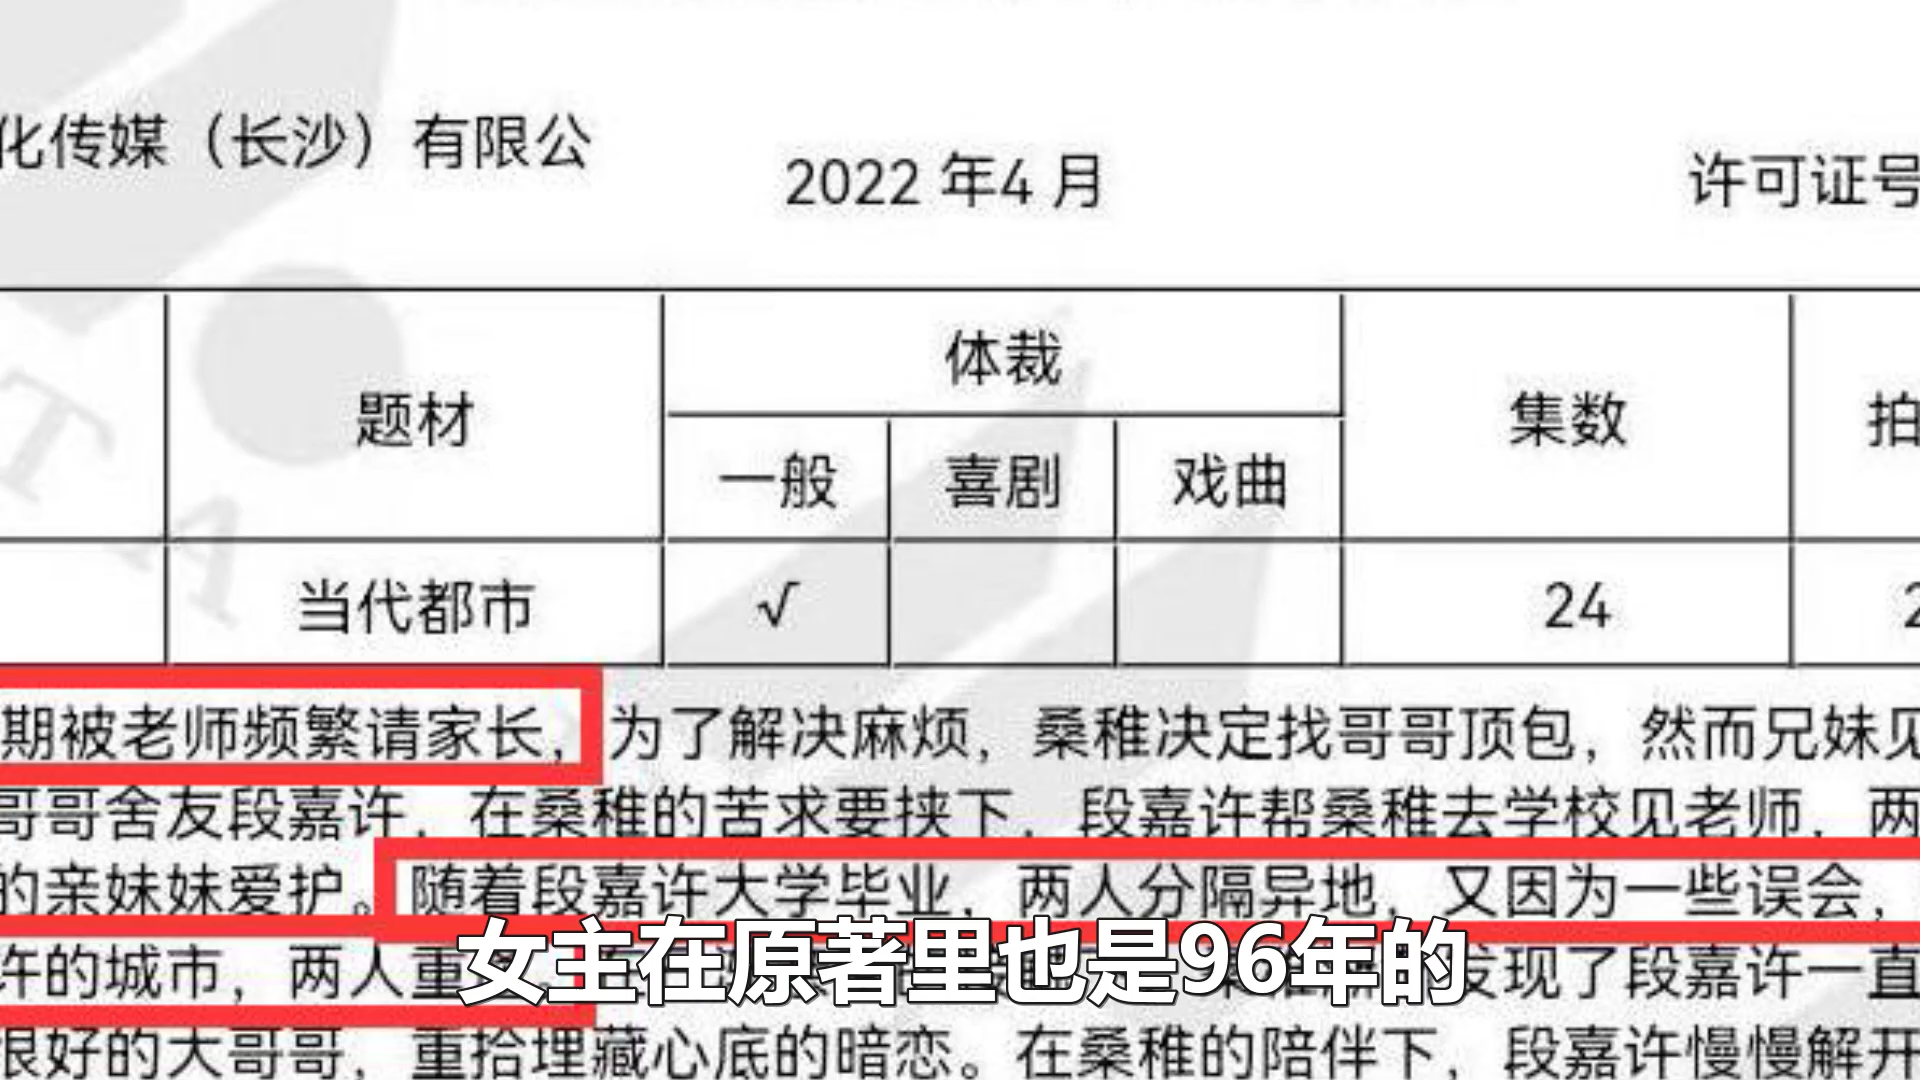 化传媒（长沙）有限公
2022 年4 月
许可证号
题材
体裁
集数
拍
一般
喜剧
戏曲
当代都市
√
24
2
期被老师频繁请家长，为了解决麻烦，桑稚决定找哥哥顶包，然而兄妹见
哥哥舍友段嘉许，在桑稚的苦求要挟下，段嘉许帮桑稚去学校见老师，两
的亲妹妹爱护。随着段嘉许大学毕业，两人分隔异地，又因为一些误会，
许的城市，两人重
发现了段嘉许一直
女主在原著里也是96年的
很好的大哥哥，重拾埋藏心底的暗恋。在桑稚的陪伴下，段嘉许慢慢解开
TA